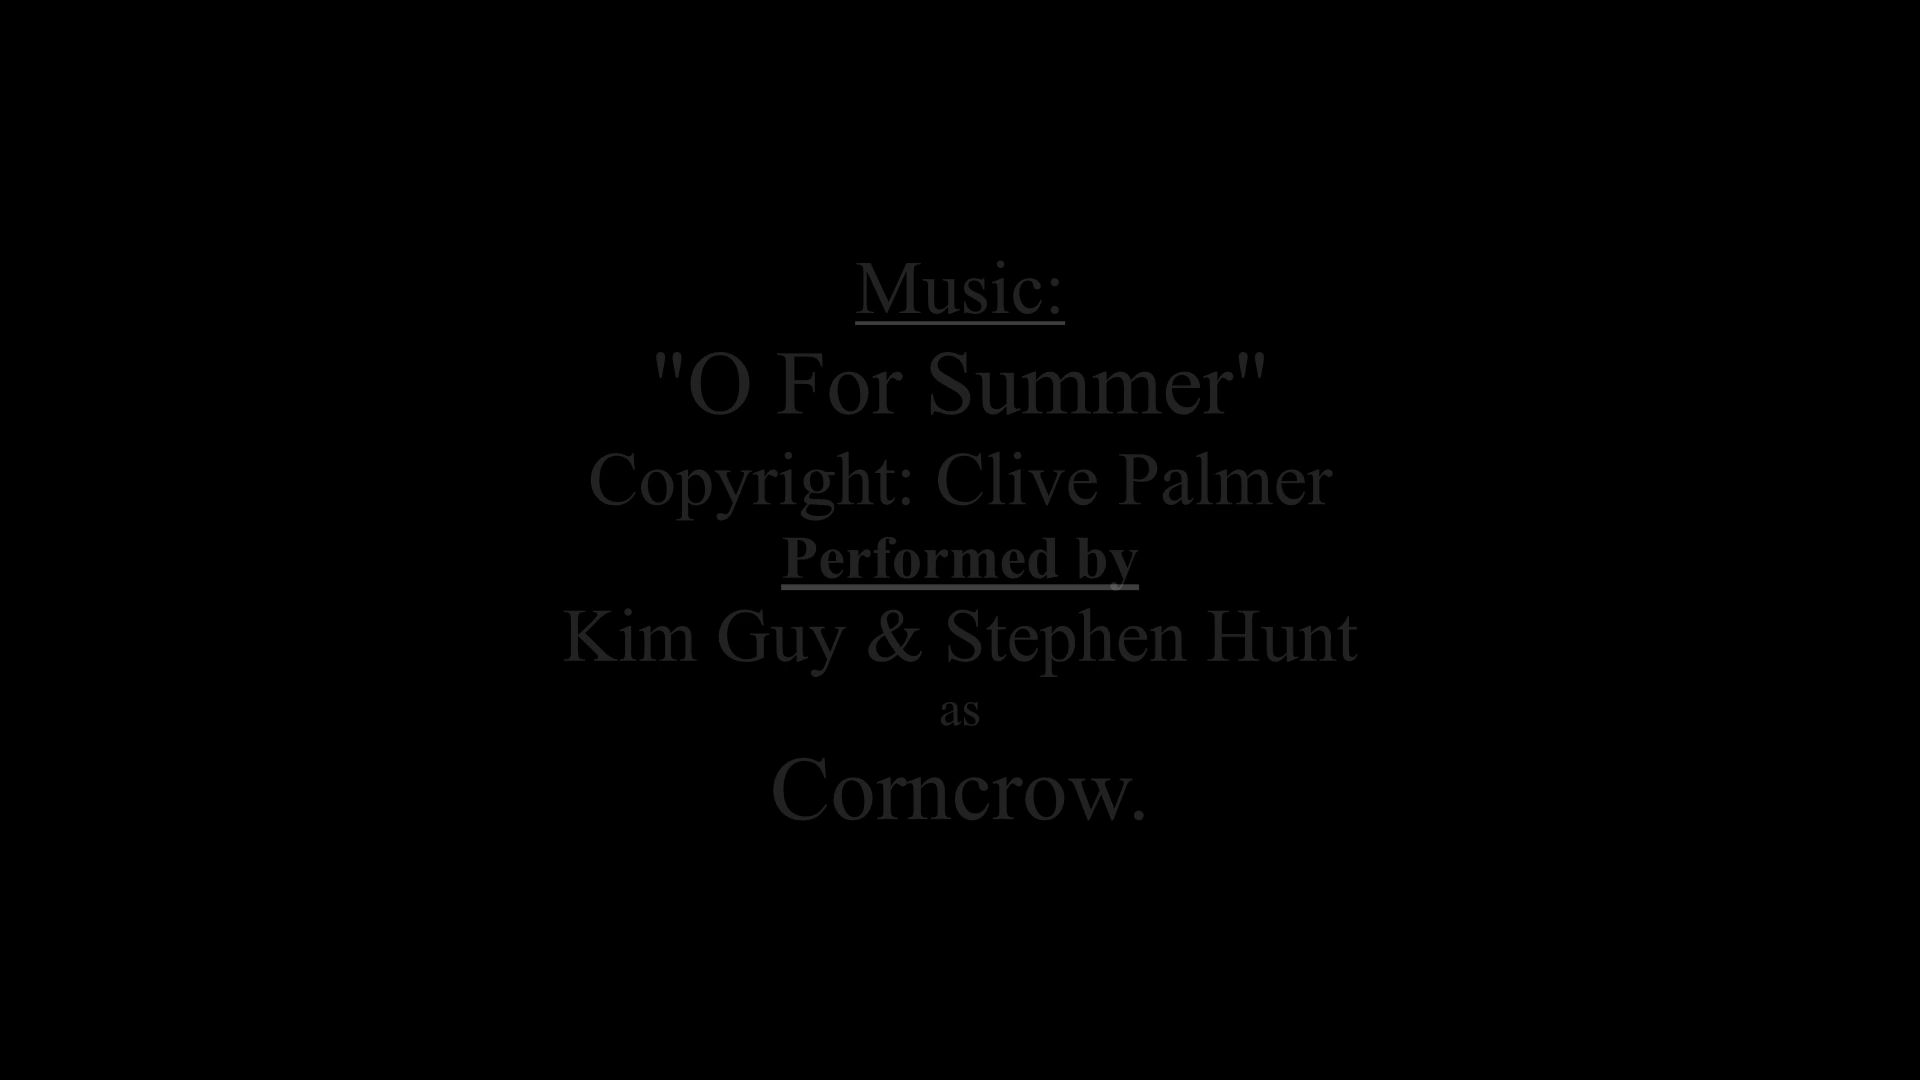 Music:
"O For Summer"
Copyright: Clive Palmer
Performed by
Kim Guy & Stephen Hunt
as
Corncrow.